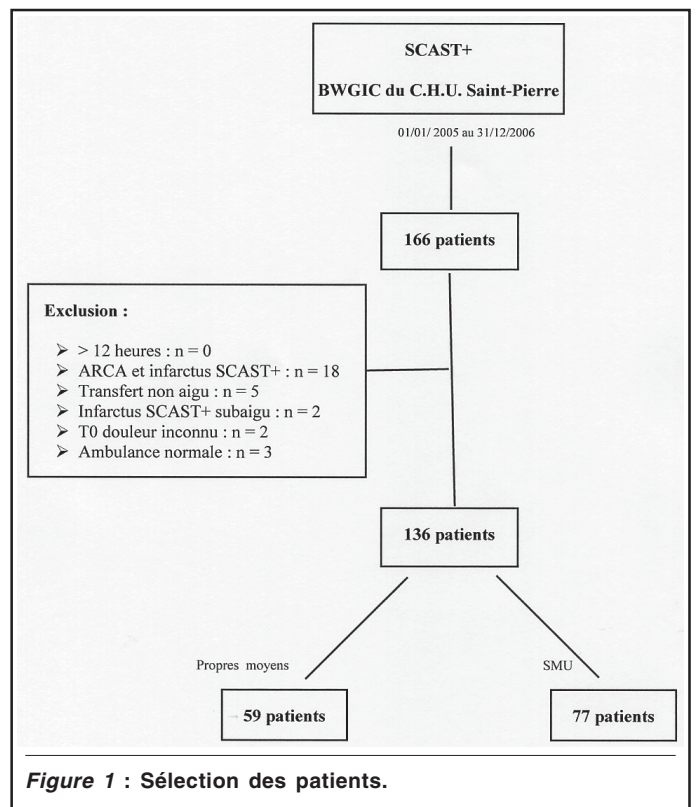 SCAST+
BWGIC du C.H.U. Saint-Pierre
01/01/ 2005 au 31/12/2006
166 patients
Exclusion :
➢ > 12 heures : n = 0
➢ ARCA et infarctus SCAST+ : n = 18
➢ Transfert non aigu : n = 5
➢ Infarctus SCAST+ subaigu : n = 2
➢ T0 douleur inconnu : n = 2
➢ Ambulance normale : n = 3
136 patients
Propres moyens
SMU
59 patients
77 patients
Figure 1 : Sélection des patients.